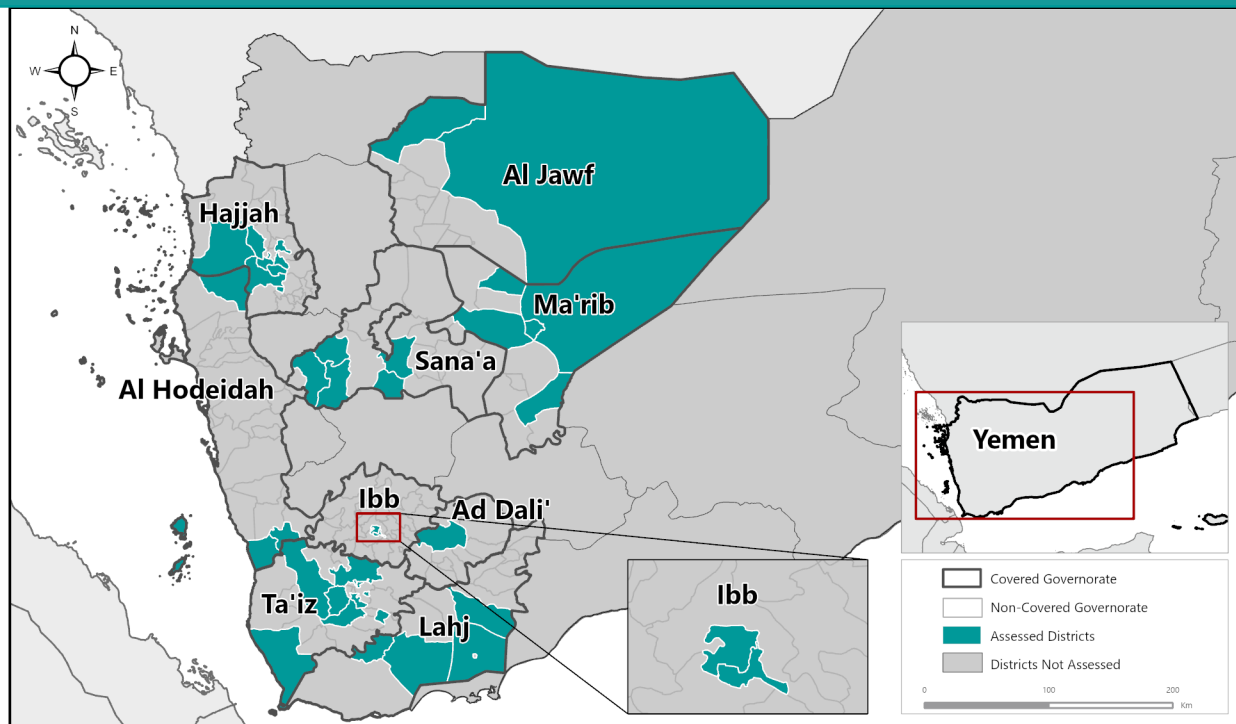 N
W E
S
Al Jawf
Hajjah
Ma'rib
Sana'a
Al Hodeidah
Ibb
Ad Dali'
Ta'iz
Lahj
Ibb
Yemen
Covered Governorate
Non-Covered Governorate
Assessed Districts
Districts Not Assessed
0 100 200
Km